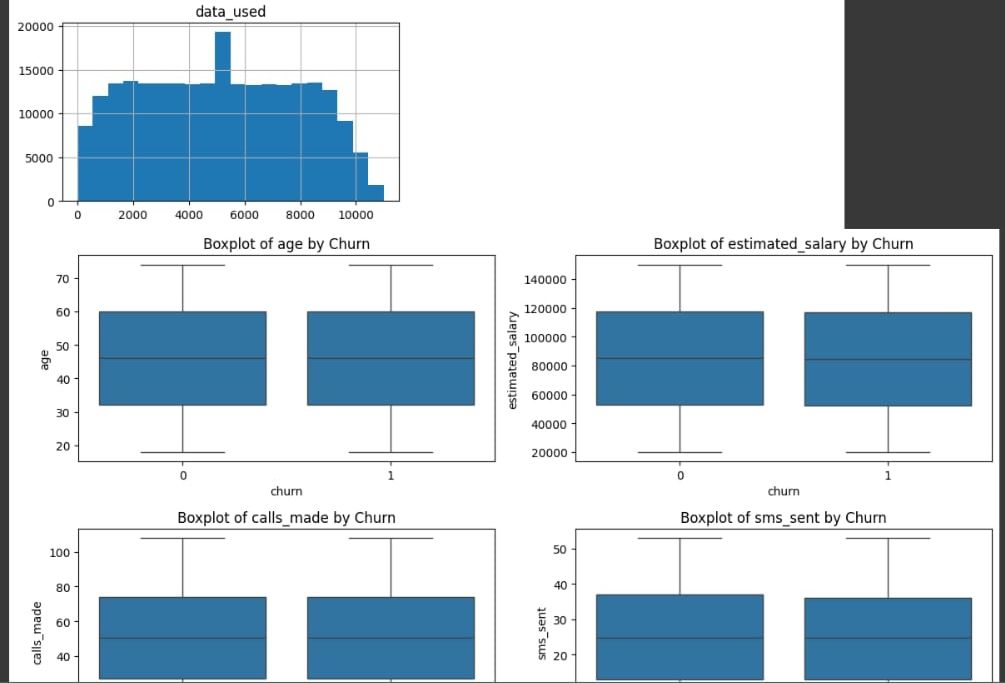 data_used
20000
15000
10000
5000
0
0 2000 4000 6000 8000 10000
Boxplot of age by Churn
70
60
50
40
30
20
age
0 1
churn
Boxplot of estimated_salary by Churn
140000
120000
100000
80000
60000
40000
20000
estimated_salary
0 1
churn
Boxplot of calls_made by Churn
100
80
60
40
calls_made
Boxplot of sms_sent by Churn
50
40
30
20
sms_sent